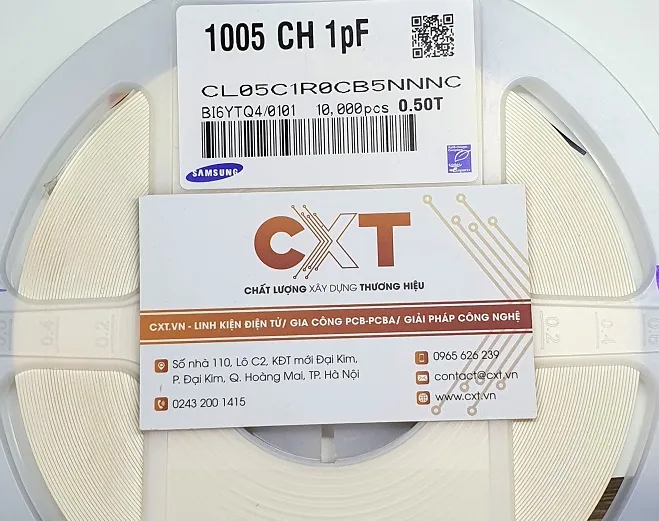 1005 CH 1pF
CL05C1R0CB5NNNC
BI6YTQ4/0101 10,000pcs 0.50T
SAMSUNG
CXT
CHẤT LƯỢNG XÂY DỰNG THƯƠNG HIỆU
CXT.VN - LINH KIỆN ĐIỆN TỬ/ GIA CÔNG PCB-PCBA/ GIẢI PHÁP CÔNG NGHỆ
Số nhà 110, Lô C2, KĐT mới Đại Kim,
P. Đại Kim, Q. Hoàng Mai, TP. Hà Nội
0243 200 1415
0965 626 239
contact@cxt.vn
www.cxt.vn
0.4
0.2
0.2
0.4